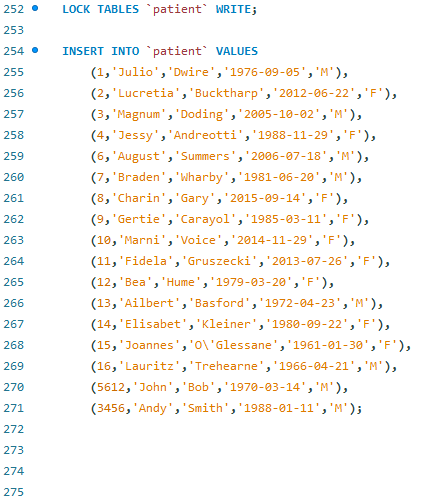 252 LOCK TABLES `patient` WRITE;
253
254 INSERT INTO `patient` VALUES
255 (1,'Julio','Dwire','1976-09-05','M'),
256 (2,'Lucretia','Bucktharp','2012-06-22','F'),
257 (3,'Magnum','Doding','2005-10-02','M'),
258 (4,'Jessy','Andreotti','1988-11-29','F'),
259 (6,'August','Summers','2006-07-18','M'),
260 (7,'Braden','Wharby','1981-06-20','M'),
261 (8,'Charin','Gary','2015-09-14','F'),
262 (9,'Gertie','Carayol','1985-03-11','F'),
263 (10,'Marni','Voice','2014-11-29','F'),
264 (11,'Fidela','Gruszecki','2013-07-26','F'),
265 (12,'Bea','Hume','1979-03-20','F'),
266 (13,'Ailbert','Basford','1972-04-23','M'),
267 (14,'Elisabet','Kleiner','1980-09-22','F'),
268 (15,'Joannes','O\'Glessane','1961-01-30','F'),
269 (16,'Lauritz','Trehearne','1966-04-21','M'),
270 (5612,'John','Bob','1970-03-14','M'),
271 (3456,'Andy','Smith','1988-01-11','M');
272
273
274
275